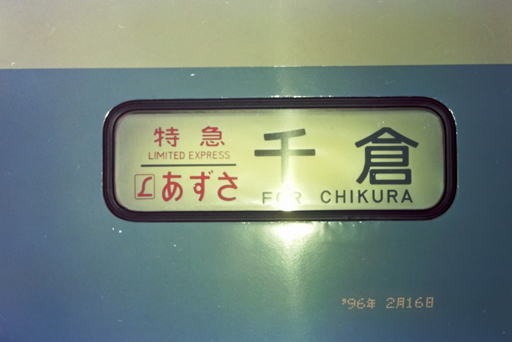 特急
LIMITED EXPRESS
あずさ
千倉
FOR CHIKURA
'96年 2月16日